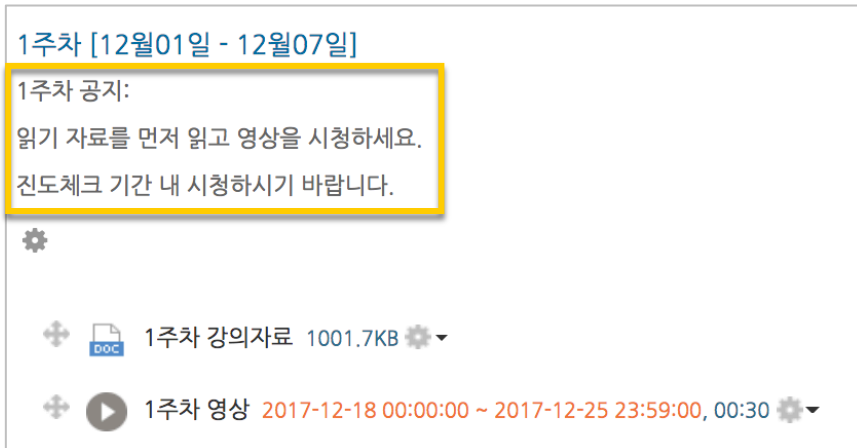 1주차 [12월01일 - 12월07일]
1주차 공지:
읽기 자료를 먼저 읽고 영상을 시청하세요.
진도체크 기간 내 시청하시기 바랍니다.
DOC 1주차 강의자료 1001.7KB
1주차 영상 2017-12-18 00:00:00 ~ 2017-12-25 23:59:00, 00:30